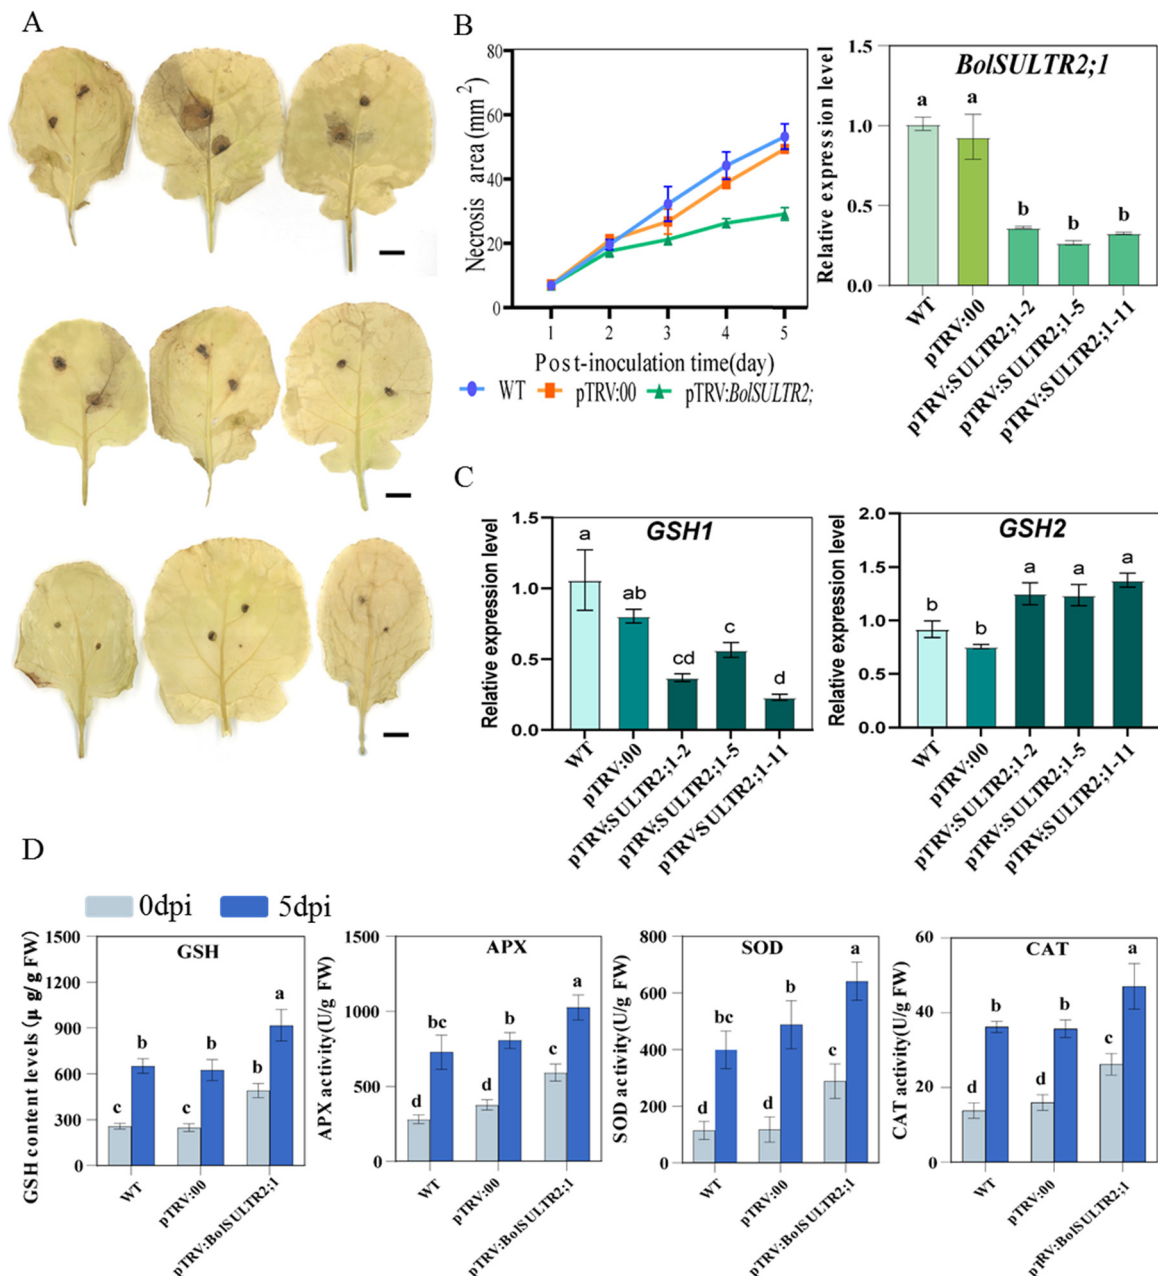 A
B
80
60
40
20
0
Necrosis area (mm²)
1 2 3 4 5
Post-inoculation time(day)
WT pTRV:00 pTRV:BolSULTR2;
1.5
1.0
0.5
0.0
Relative expression level
BolSULTR2;1
a a b b b
WT
pTRV:00
pTRV:SULTR2;1-2
pTRV:SULTR2;1-5
pTRV:SULTR2;1-11
C
1.5
1.0
0.5
0.0
Relative expression level
GSH1
a ab cd c d
WT
pTRV:00
pTRV:SULTR2;1-2
pTRV:SULTR2;1-5
pTRV:SULTR2;1-11
2.0
1.5
1.0
0.5
0.0
Relative expression level
GSH2
b b a a a
WT
pTRV:00
pTRV:SULTR2;1-2
pTRV:SULTR2;1-5
pTRV:SULTR2;1-11
D
0dpi 5dpi
1500
1200
900
600
300
0
GSH content levels (μ g/ g FW)
GSH
c b c b b a
WT
pTRV:00
pTRV:BolSULTR2;1
1500
1000
500
0
APX activity(U/g FW)
APX
d bc d b c a
WT
pTRV:00
pTRV:BolSULTR2;1
800
600
400
200
0
SOD activity(U/g FW)
SOD
d bc d b c a
WT
pTRV:00
pTRV:BolSULTR2;1
60
40
20
0
CAT activity(U/g FW)
CAT
d b d b c a
WT
pTRV:00
pTRV:BolSULTR2;1